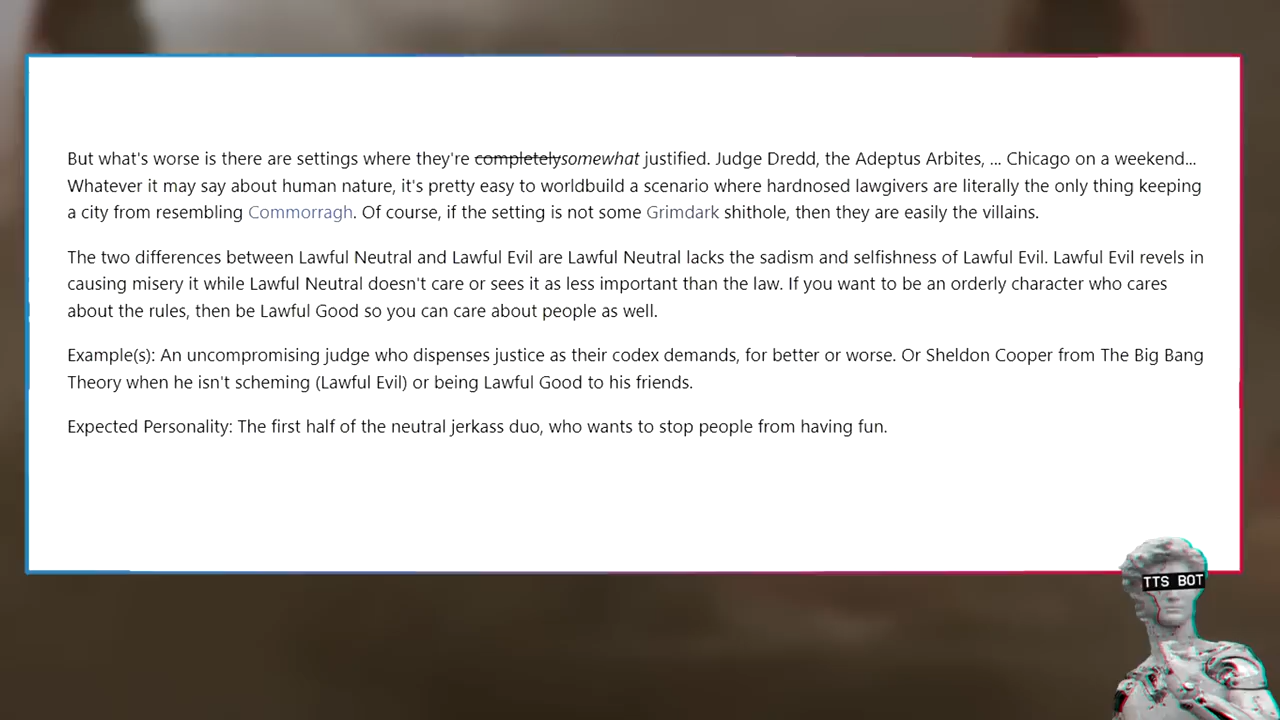 But what's worse is there are settings where they're completelysomewhat justified. Judge Dredd, the Adeptus Arbites, ... Chicago on a weekend...
Whatever it may say about human nature, it's pretty easy to worldbuild a scenario where hardnosed lawgivers are literally the only thing keeping
a city from resembling Commorragh. Of course, if the setting is not some Grimdark shithole, then they are easily the villains.
The two differences between Lawful Neutral and Lawful Evil are Lawful Neutral lacks the sadism and selfishness of Lawful Evil. Lawful Evil revels in
causing misery it while Lawful Neutral doesn't care or sees it as less important than the law. If you want to be an orderly character who cares
about the rules, then be Lawful Good so you can care about people as well.
Example(s): An uncompromising judge who dispenses justice as their codex demands, for better or worse. Or Sheldon Cooper from The Big Bang
Theory when he isn't scheming (Lawful Evil) or being Lawful Good to his friends.
Expected Personality: The first half of the neutral jerkass duo, who wants to stop people from having fun.
TTS BOT